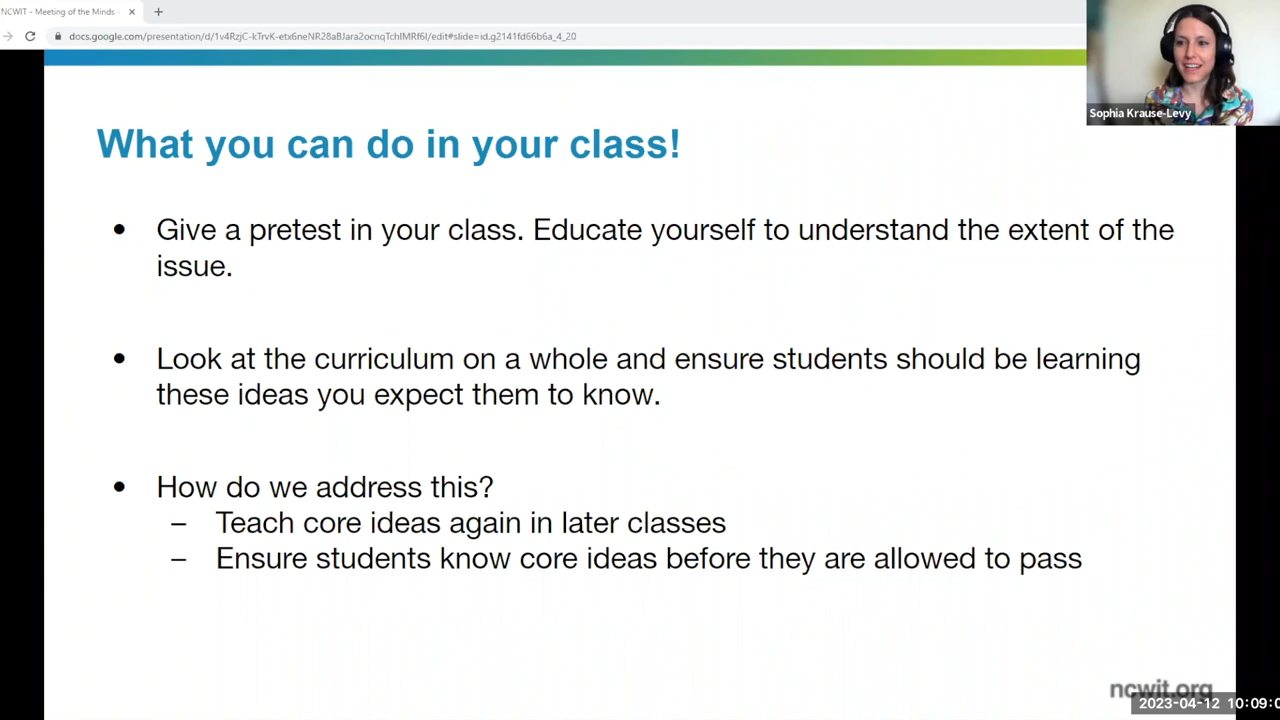 NCWIT - Meeting of the Minds -
docs.google.com/presentation/d/1v4RzjC-kTrvK-etx6neNR28aBJara2ocnqTchIMRf6I/edit#slide=id.g2141fd66b6a_4_20
Sophia Krause-Levy
What you can do in your class!
• Give a pretest in your class. Educate yourself to understand the extent of the
issue.
• Look at the curriculum on a whole and ensure students should be learning
these ideas you expect them to know.
• How do we address this?
– Teach core ideas again in later classes
– Ensure students know core ideas before they are allowed to pass
ncwit.org
2023-04-12 10:09:0